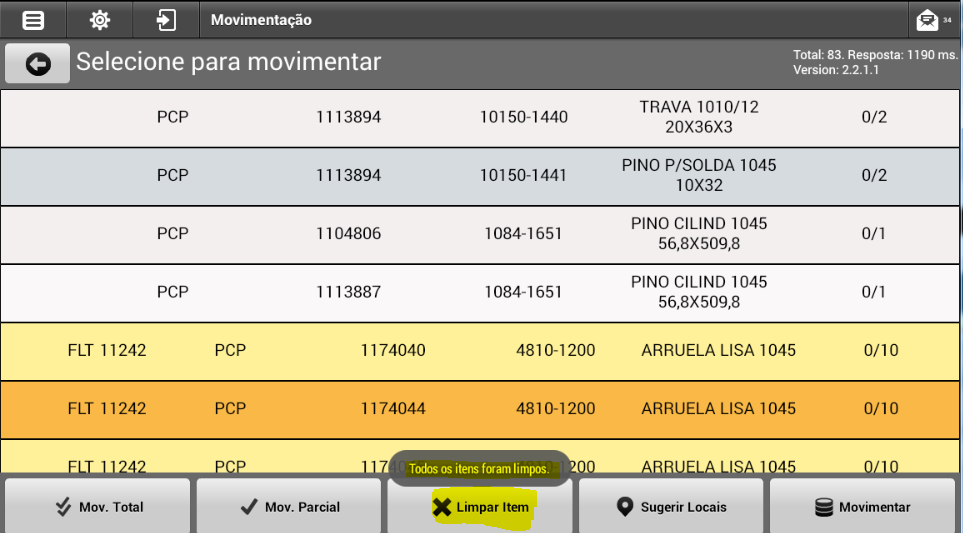 Movimentação
34
Selecione para movimentar
Total: 83. Resposta: 1190 ms.
Version: 2.2.1.1
PCP 1113894 10150-1440 TRAVA 1010/12 0/2
20X36X3
PCP 1113894 10150-1441 PINO P/SOLDA 1045 0/2
10X32
PCP 1104806 1084-1651 PINO CILIND 1045 0/1
56,8X509,8
PCP 1113887 1084-1651 PINO CILIND 1045 0/1
56,8X509,8
FLT 11242 PCP 1174040 4810-1200 ARRUELA LISA 1045 0/10
FLT 11242 PCP 1174044 4810-1200 ARRUELA LISA 1045 0/10
FLT 11242 PCP ARRUELA LISA 1045 0/10
Todos os itens foram limpos.
Mov. Total Mov. Parcial Limpar Item Sugerir Locais Movimentar